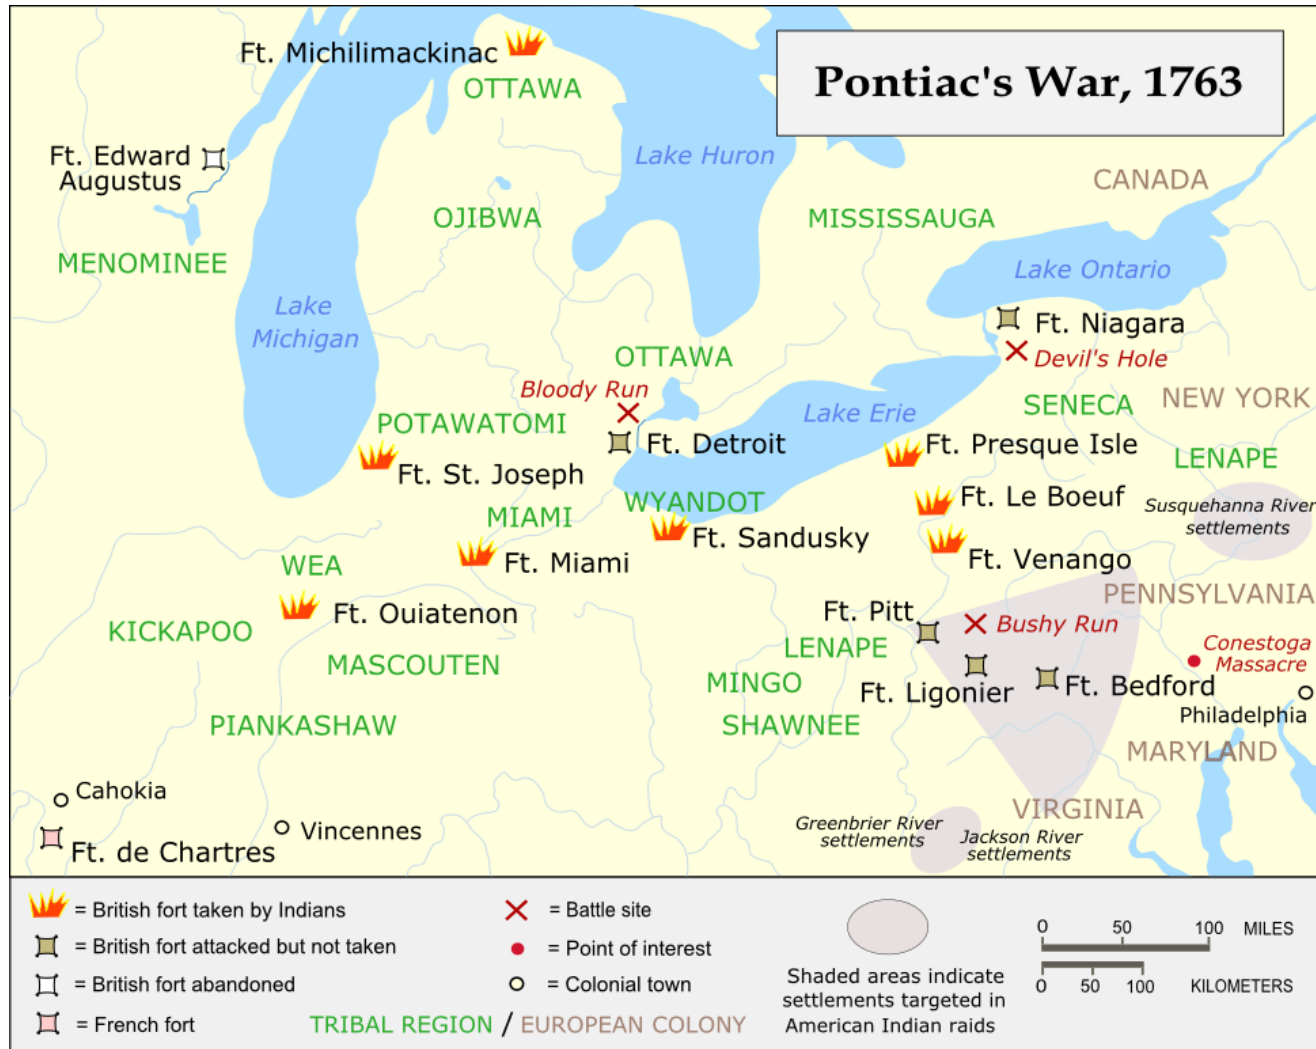 Pontiac's War, 1763
Ft. Michilimackinac
OTTAWA
Ft. Edward
Augustus
Lake Huron
CANADA
OJIBWA
MISSISSAUGA
MENOMINEE
Lake Ontario
Lake
Michigan
Ft. Niagara
OTTAWA
Devil's Hole
Bloody Run
Lake Erie
SENECA
NEW YORK
POTAWATOMI
Ft. Detroit
Ft. Presque Isle
LENAPE
Ft. St. Joseph
WYANDOT
Ft. Le Boeuf
Susquehanna River
settlements
MIAMI
Ft. Sandusky
Ft. Miami
Ft. Venango
WEA
PENNSYLVANIA
Ft. Ouiatenon
Ft. Pitt
Bushy Run
KICKAPOO
LENAPE
Conestoga
Massacre
MASCOUTEN
MINGO
Ft. Ligonier
Ft. Bedford
Philadelphia
PIANKASHAW
SHAWNEE
MARYLAND
Cahokia
VIRGINIA
Vincennes
Greenbrier River
settlements
Jackson River
settlements
Ft. de Chartres
= British fort taken by Indians
= British fort attacked but not taken
= British fort abandoned
= French fort
= Battle site
= Point of interest
= Colonial town
TRIBAL REGION / EUROPEAN COLONY
Shaded areas indicate
settlements targeted in
American Indian raids
0 50 100 MILES
0 50 100 KILOMETERS